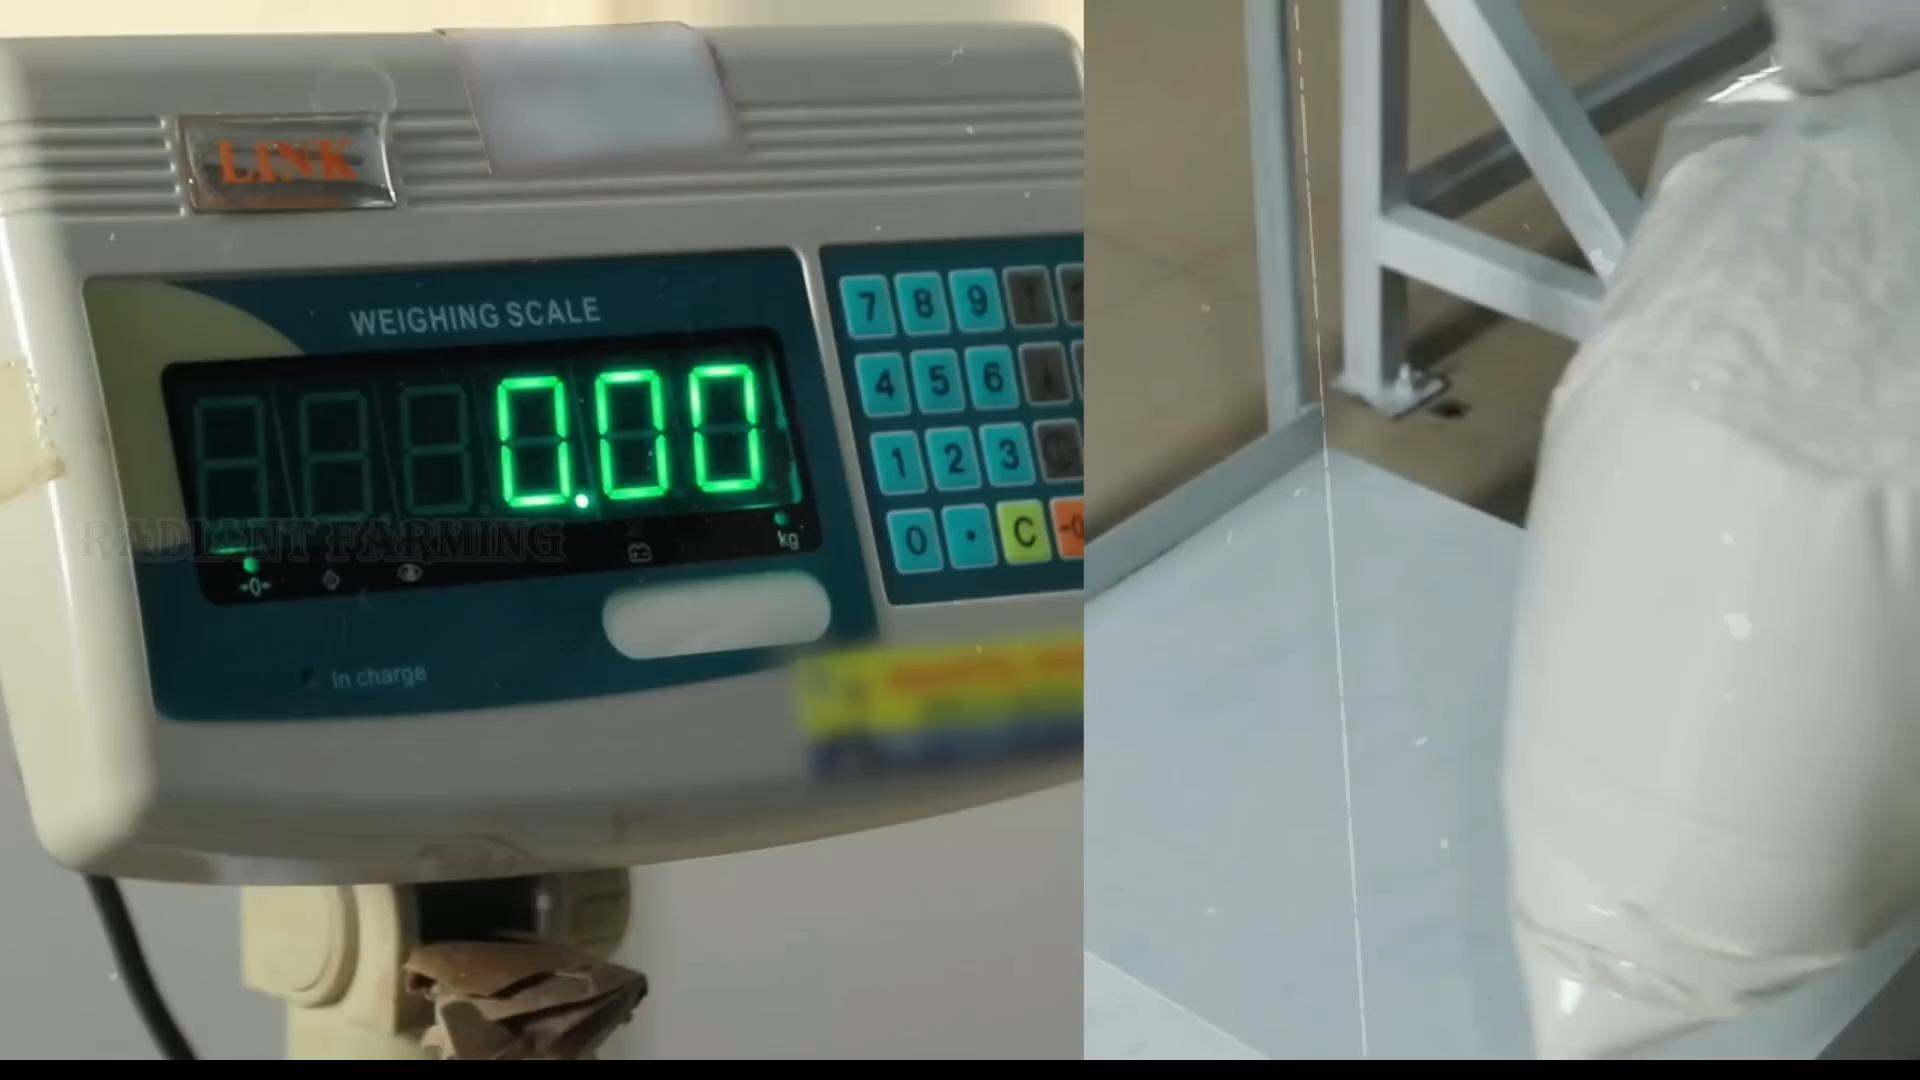 LINK
WEIGHING SCALE
0.00
RADIANT FARMING
→0← kg
In charge
7 8 9
4 5 6
1 2 3
0 . C